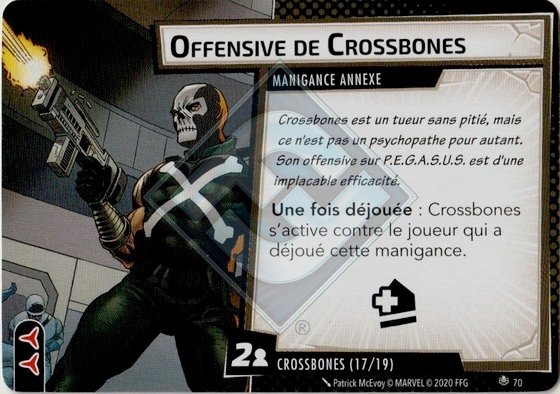 Offensive de Crossbones
MANIGANCE ANNEXE
Crossbones est un tueur sans pitié, mais
ce n'est pas un psychopathe pour autant.
Son offensive sur P.E.G.A.S.U.S. est d'une
implacable efficacité.
Une fois déjouée : Crossbones
s'active contre le joueur qui a
déjoué cette manigance.
®
2
CROSSBONES (17/19)
Patrick McEvoy © MARVEL © 2020 FFG
70